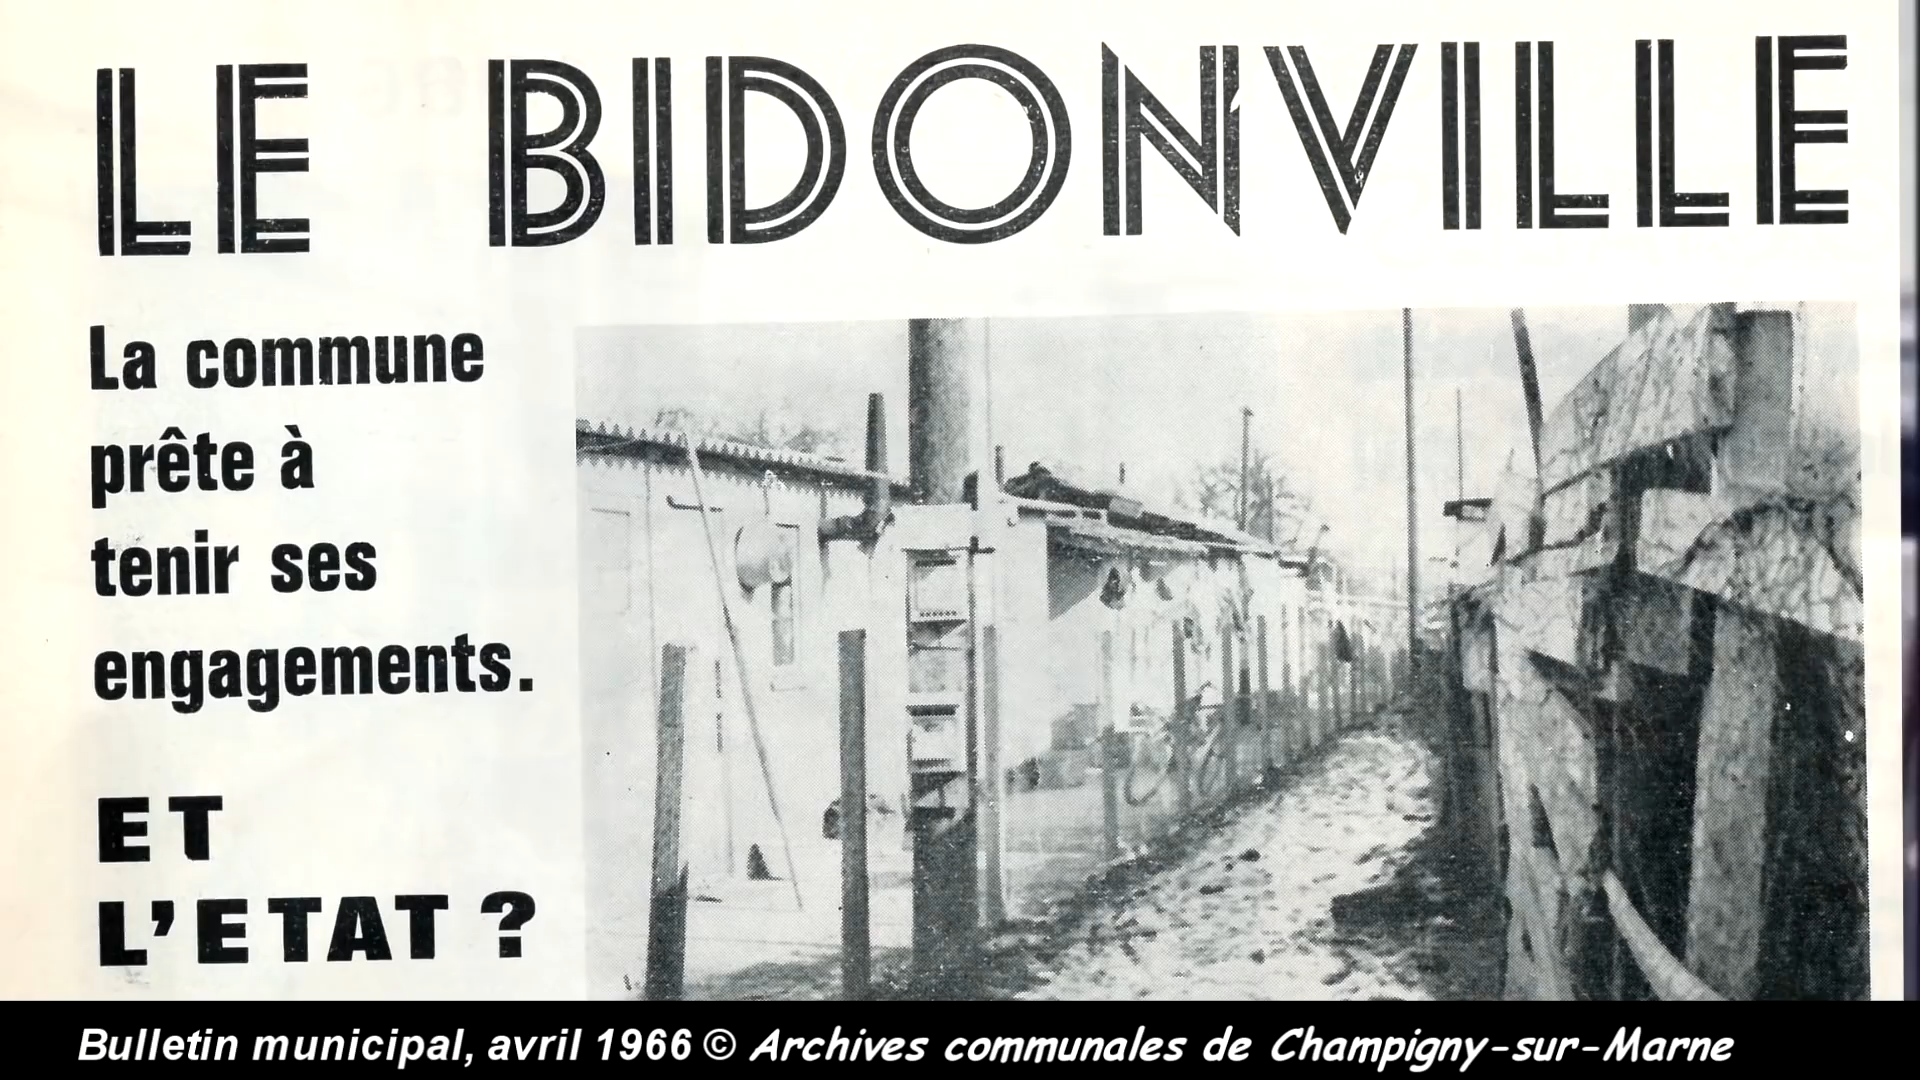 LE BIDONVILLE
La commune
prête à
tenir ses
engagements.
ET
L'ETAT ?
Bulletin municipal, avril 1966 © Archives communales de Champigny-sur-Marne